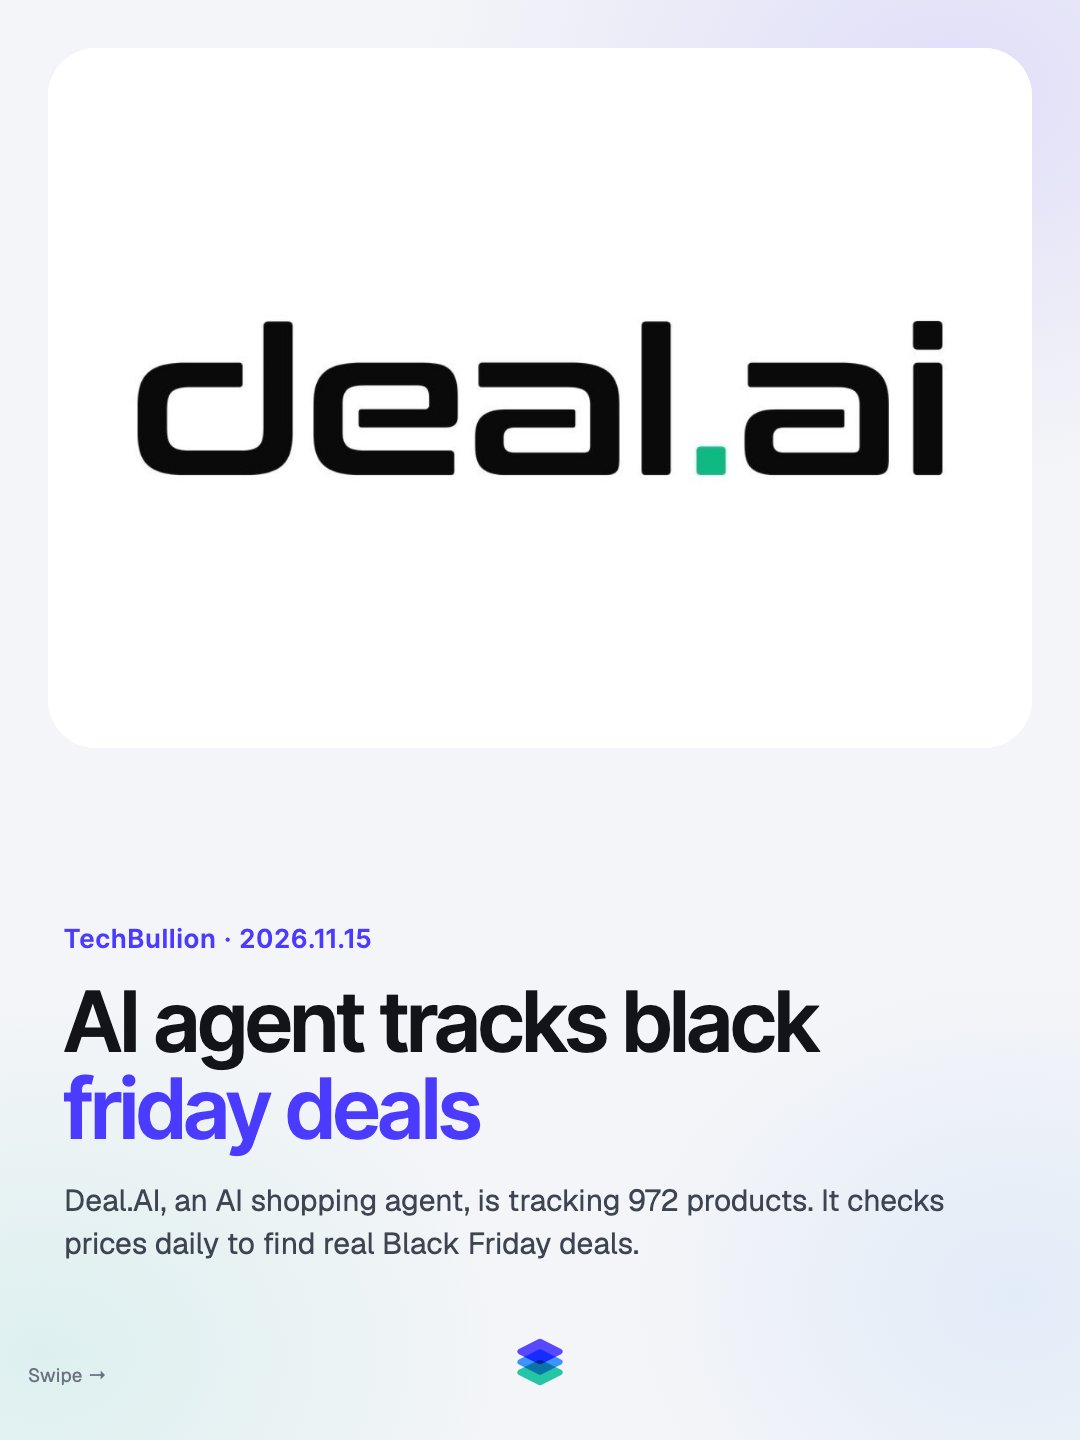 deal.ai
TechBullion · 2026.11.15
AI agent tracks black
friday deals
Deal.AI, an AI shopping agent, is tracking 972 products. It checks
prices daily to find real Black Friday deals.
Swipe →